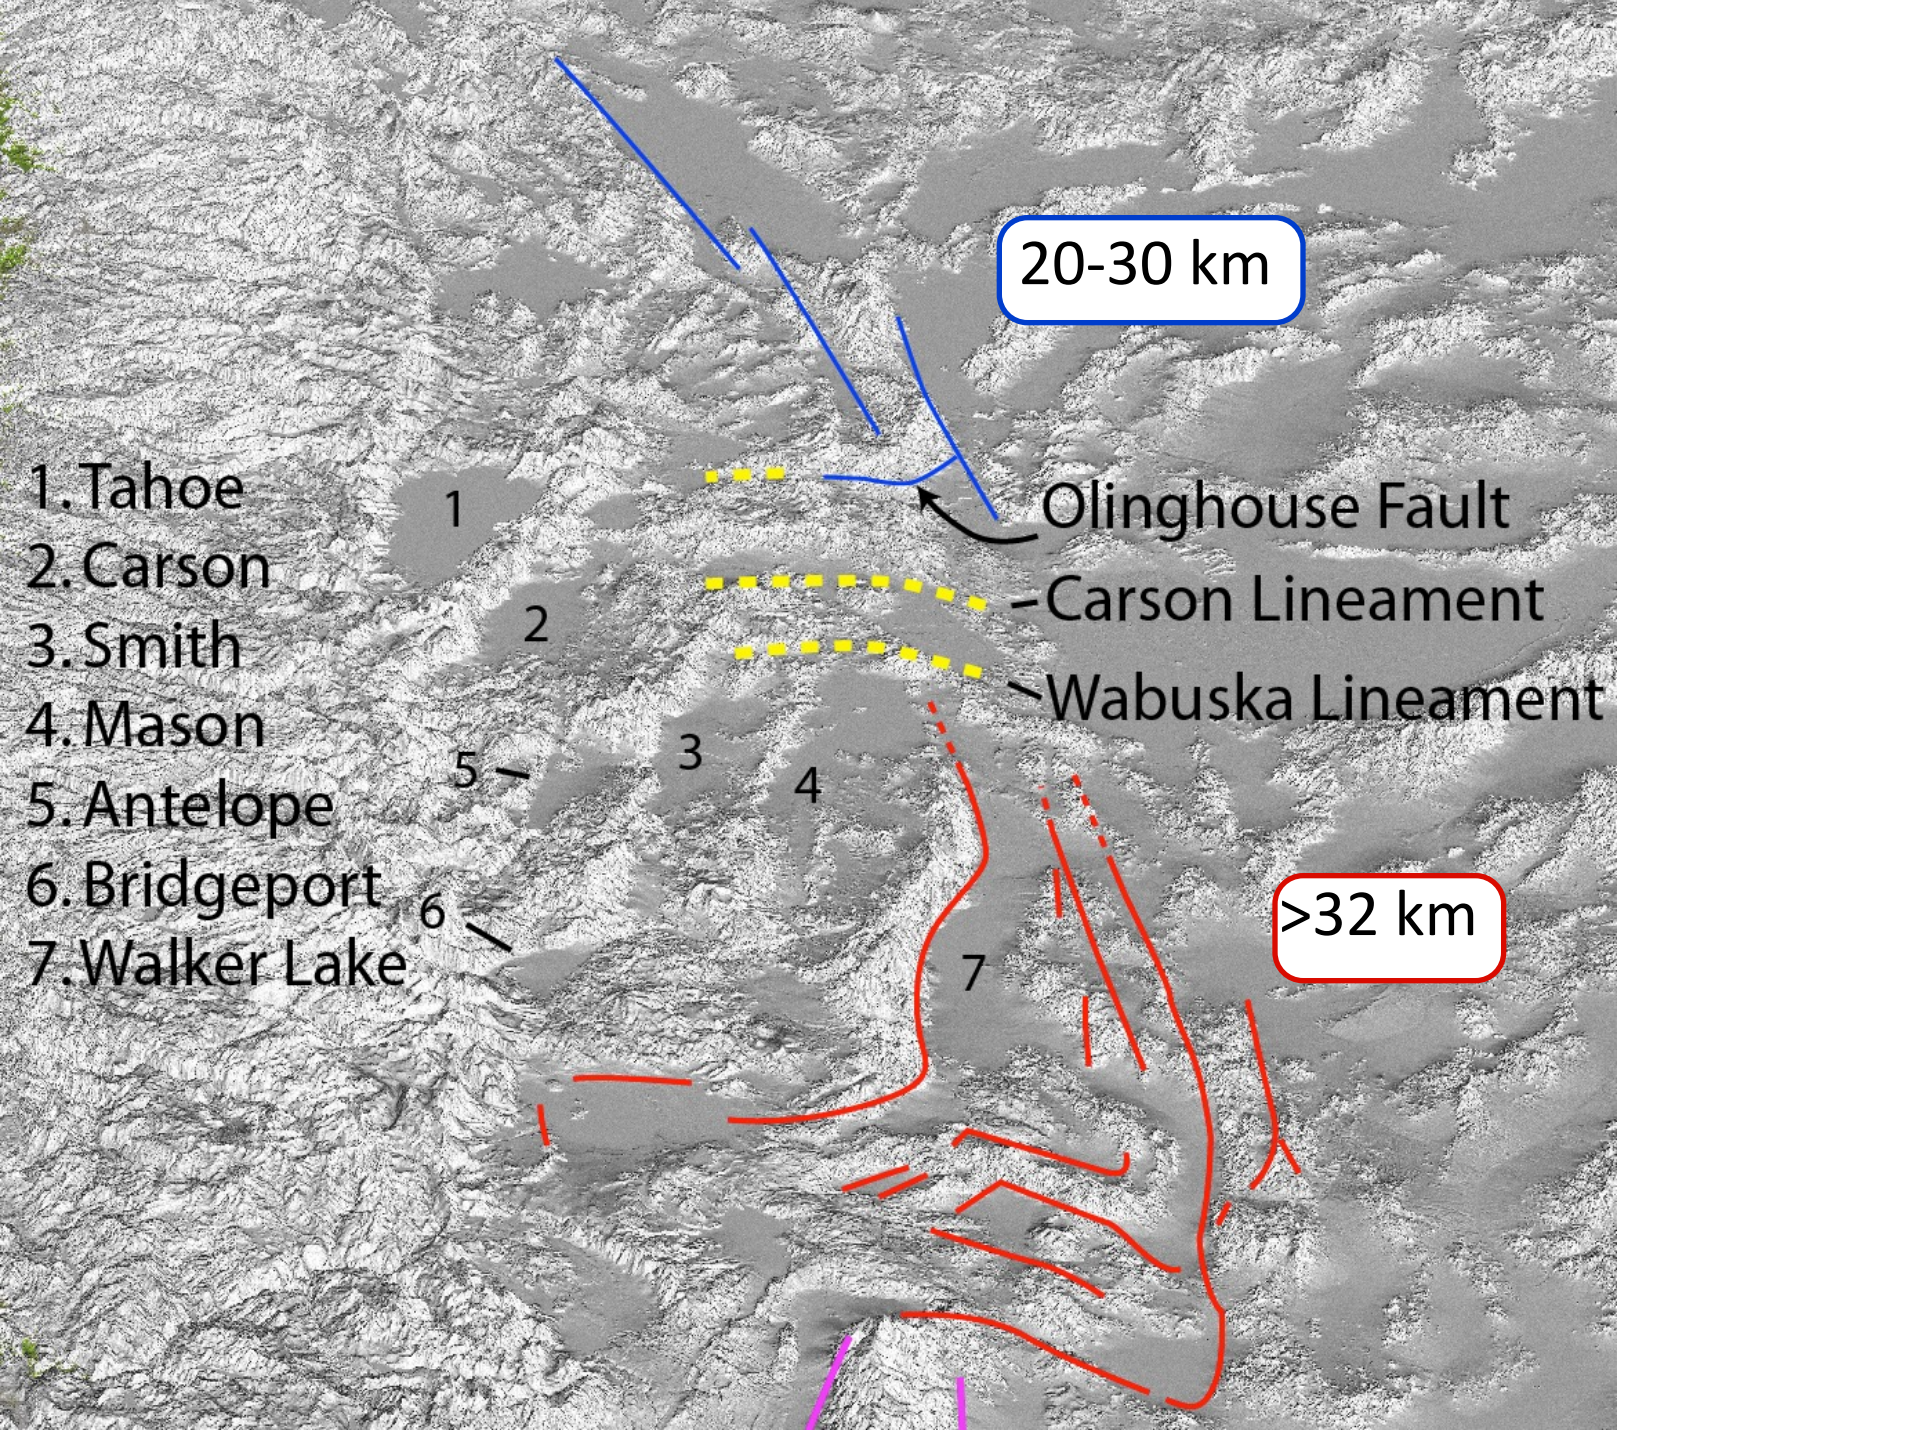 20-30 km
1. Tahoe
2. Carson
3. Smith
4. Mason
5. Antelope
6. Bridgeport
7. Walker Lake
1
2
3
4
5
6
7
Olinghouse Fault
Carson Lineament
Wabuska Lineament
>32 km